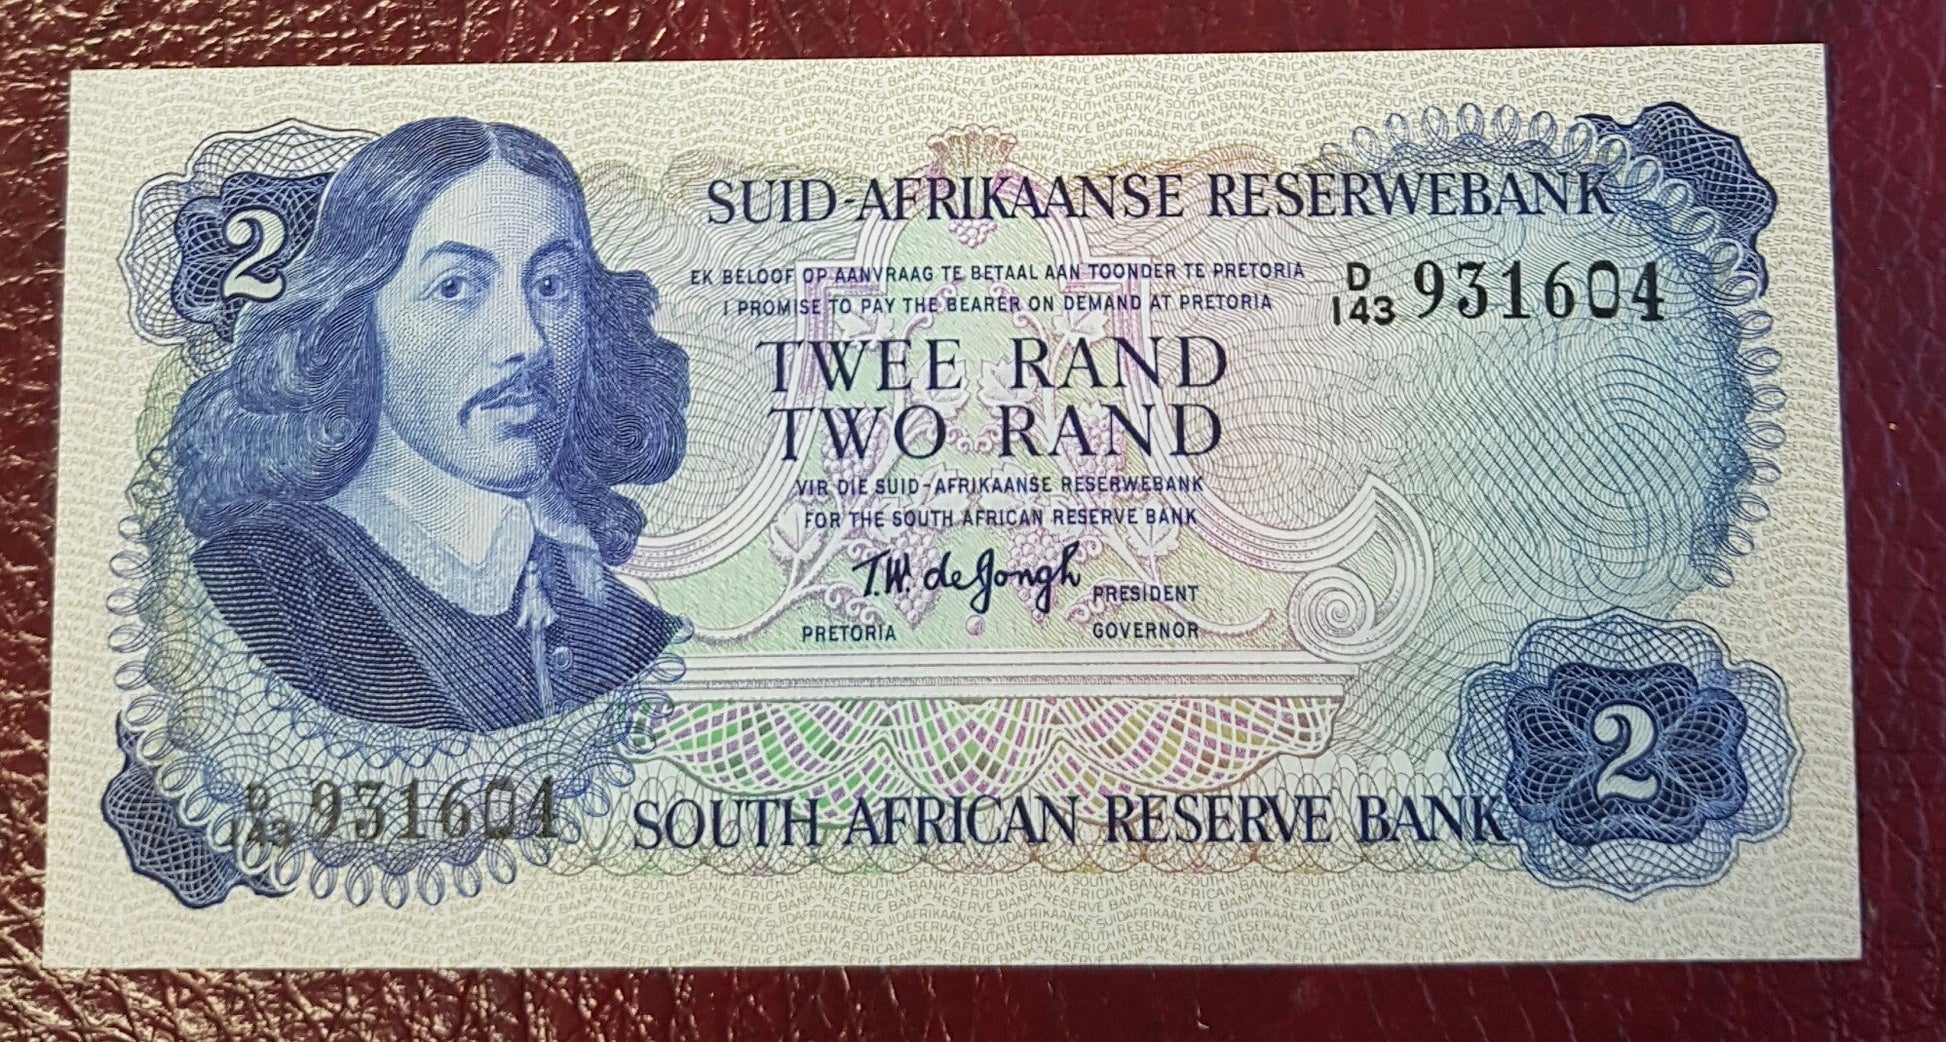 2
SUID-AFRIKAANSE RESERWEBANK
EK BELOOF OP AANVRAAG TE BETAAL AAN TOONDER TE PRETORIA
I PROMISE TO PAY THE BEARER ON DEMAND AT PRETORIA
D/143 931604
TWEE RAND
TWO RAND
VIR DIE SUID-AFRIKAANSE RESERWEBANK
FOR THE SOUTH AFRICAN RESERVE BANK
T.W. de Jongh
PRESIDENT
PRETORIA GOVERNOR
D/143 931604
SOUTH AFRICAN RESERVE BANK
2